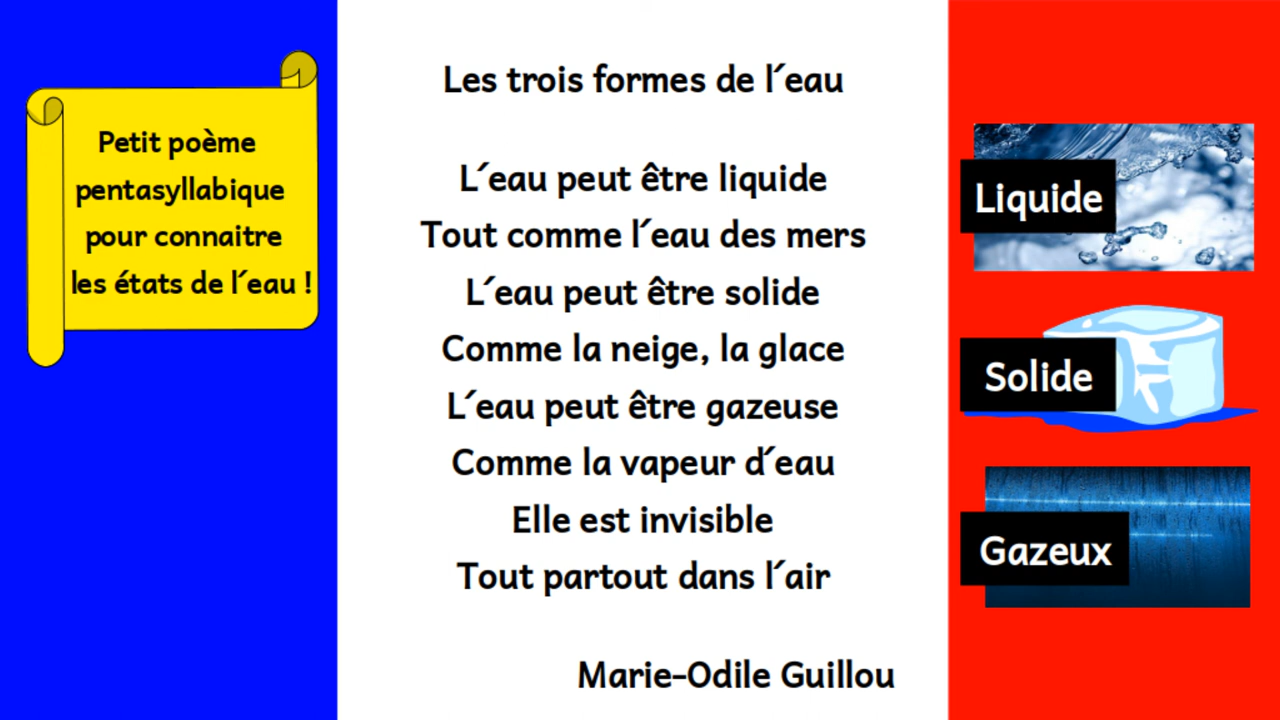 Petit poème
pentasyllabique
pour connaitre
les états de l´eau !
Les trois formes de l´eau
L´eau peut être liquide
Tout comme l´eau des mers
L´eau peut être solide
Comme la neige, la glace
L´eau peut être gazeuse
Comme la vapeur d´eau
Elle est invisible
Tout partout dans l´air
Marie-Odile Guillou
Liquide
Solide
Gazeux